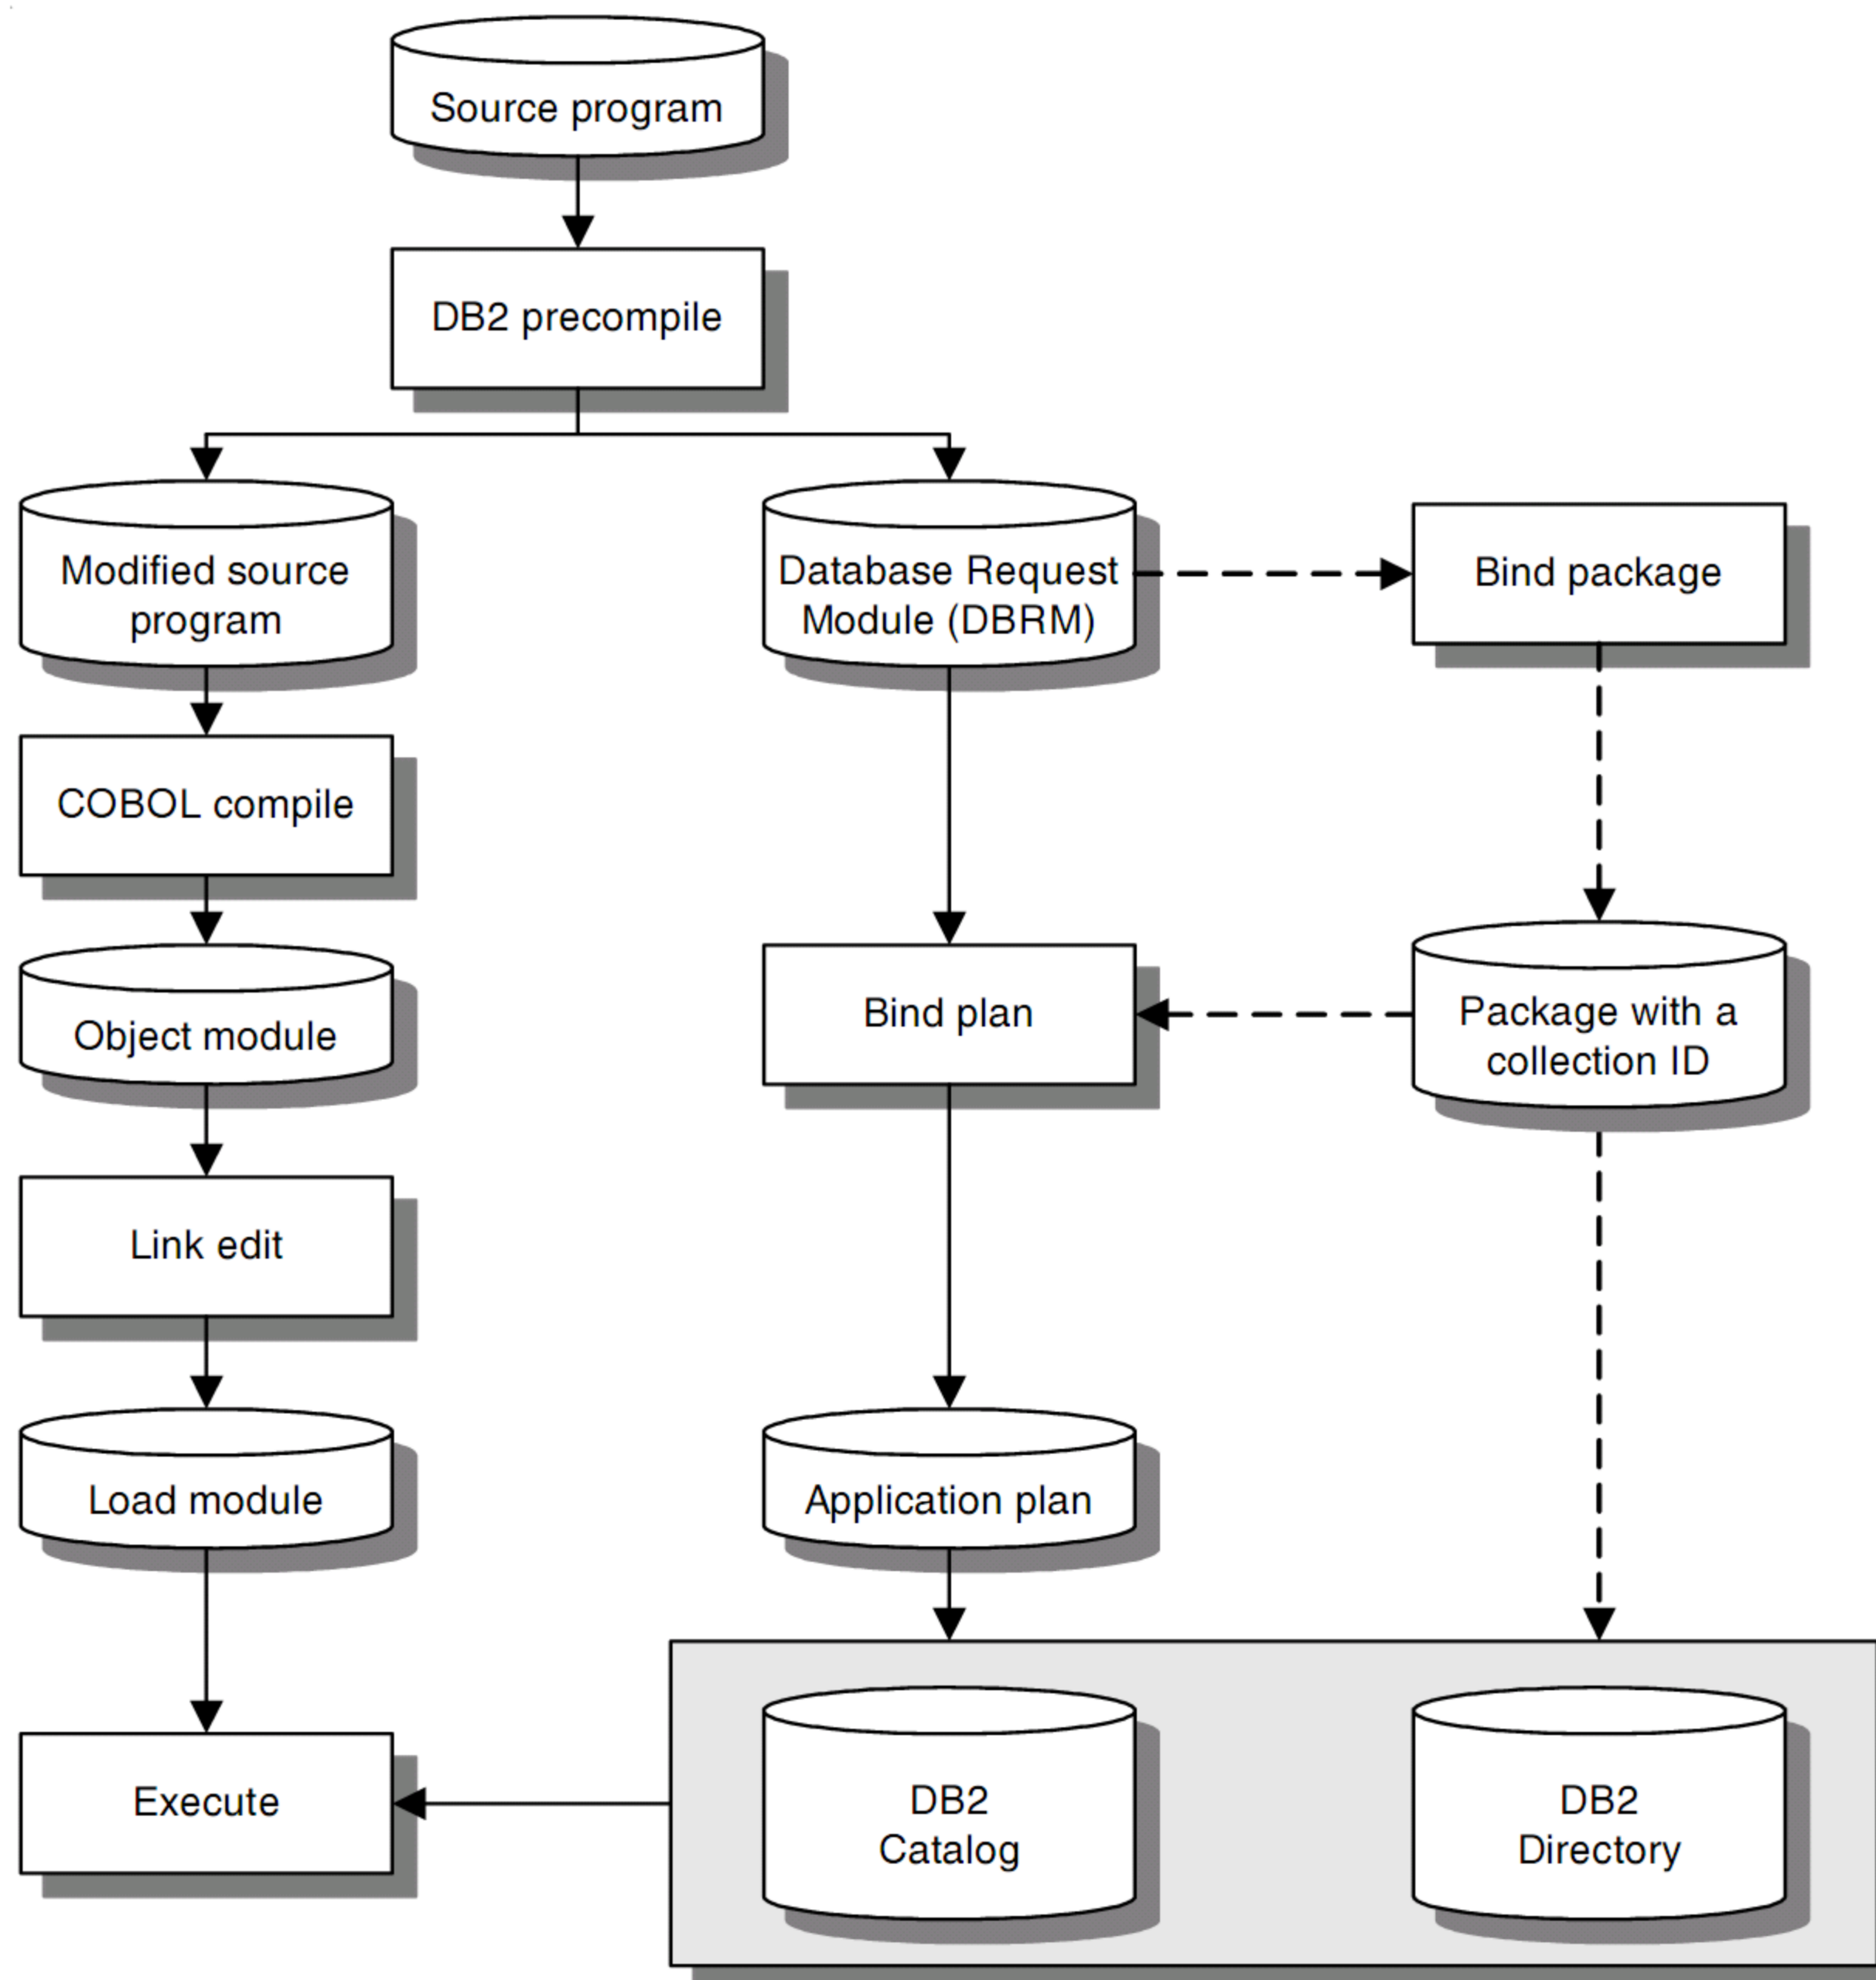 Source program
DB2 precompile
Modified source
program
Database Request
Module (DBRM)
Bind package
COBOL compile
Object module
Bind plan
Package with a
collection ID
Link edit
Load module
Application plan
Execute
DB2
Catalog
DB2
Directory